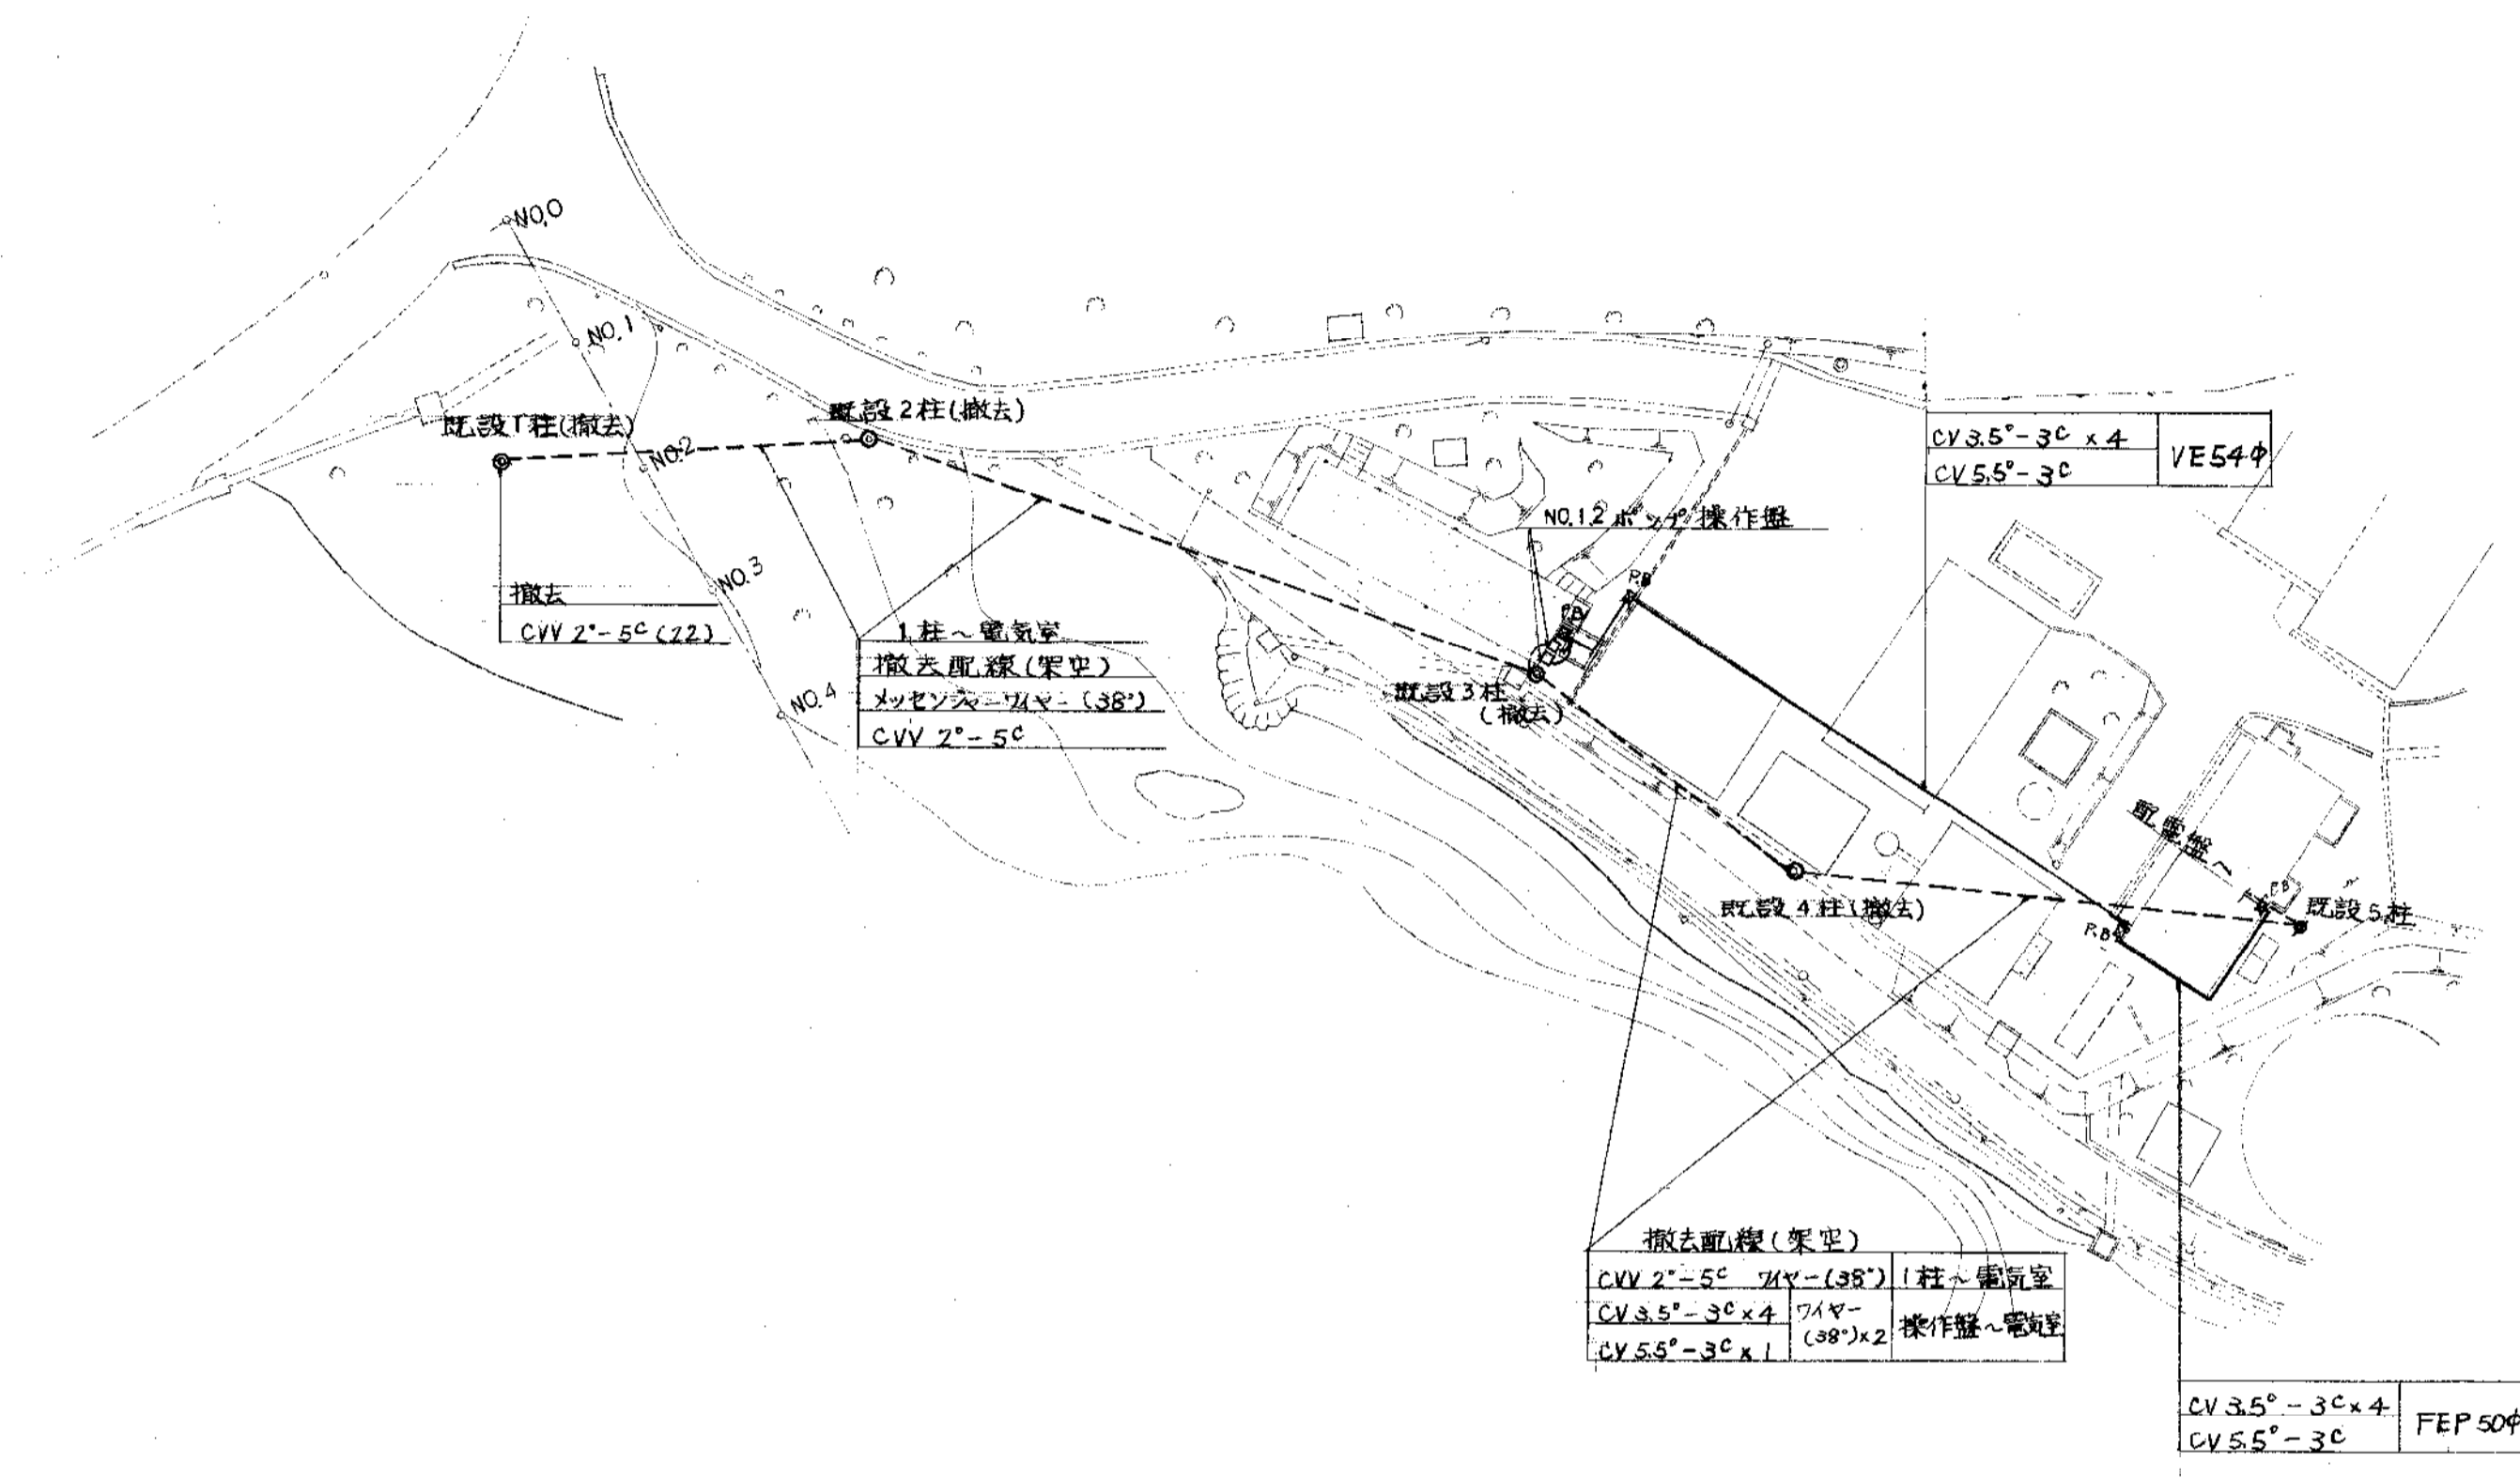 NO.0
NO.1
既設1柱(撤去)
既設2柱(撤去)
NO.2
CV 3.5°-3C x 4
VE54φ
CV 5.5°-3C
NO.1.2 ポンプ操作盤
P.B
P.B
NO.3
撤去
CVV 2°-5C (22)
1柱～電気室
撤去配線(架空)
メッセンジャーワイヤー (38°)
CVV 2°-5C
NO.4
既設3柱
(撤去)
配電盤へ
P.B
既設4柱(撤去)
既設5柱
P.B
撤去配線(架空)
CVV 2°-5C ワイヤー(38°) 1柱～電気室
CV 3.5°-3C x 4 ワイヤー
(38°)x2 操作盤～電気室
CV 5.5°-3C x 1
CV 3.5°-3C x 4
FEP 50φ
CV 5.5°-3C